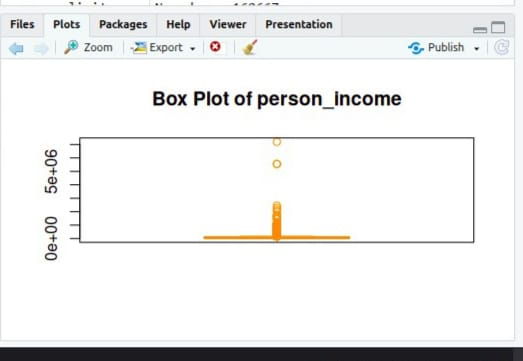 Files Plots Packages Help Viewer Presentation
Zoom Export Publish
Box Plot of person_income
5e+06
0e+00